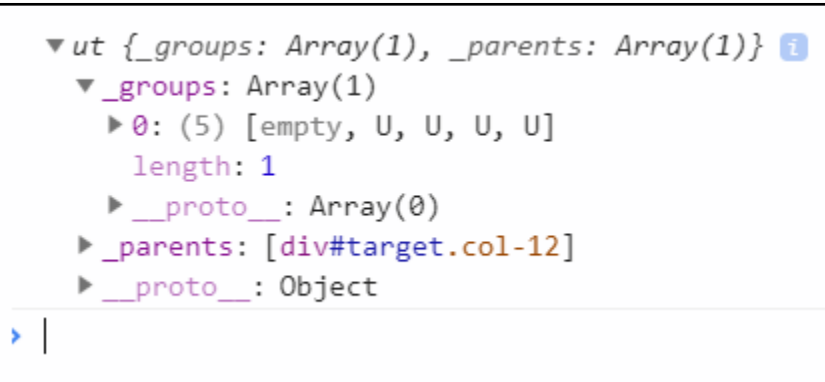 ▼ ut {_groups: Array(1), _parents: Array(1)} i
▼ _groups: Array(1)
▶ 0: (5) [empty, U, U, U, U]
length: 1
▶ __proto__: Array(0)
▶ _parents: [div#target.col-12]
▶ __proto__: Object
›